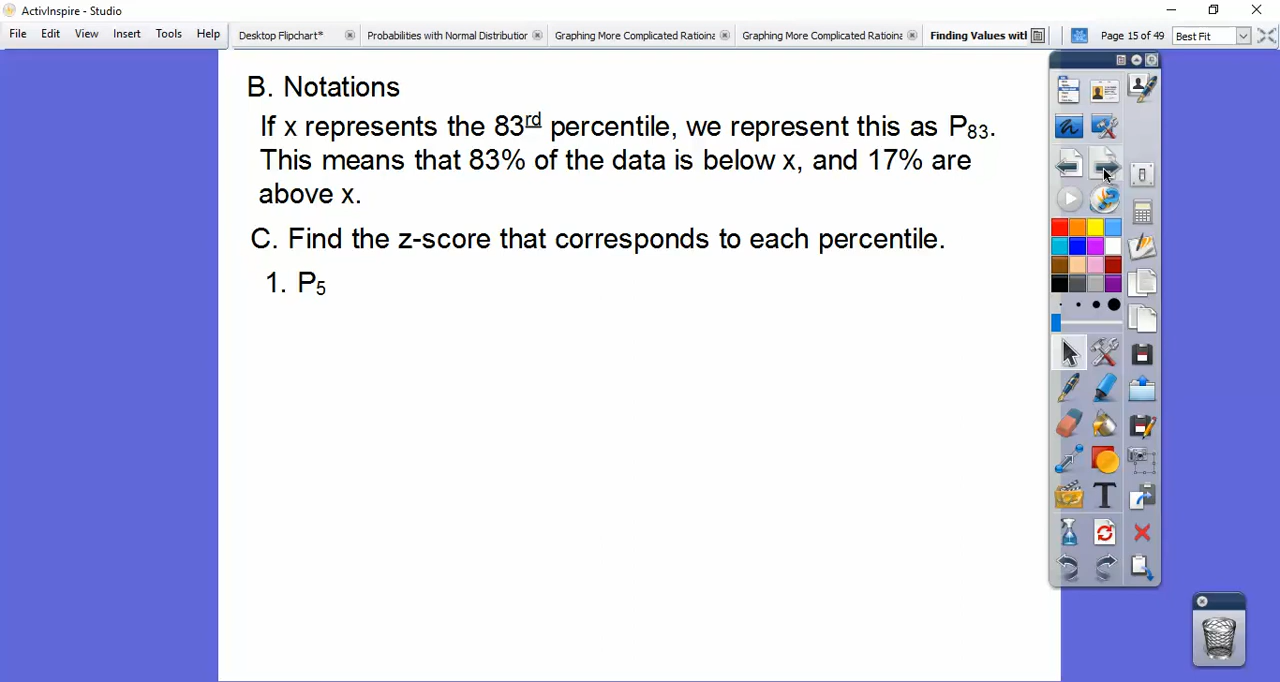 ActivInspire - Studio
File Edit View Insert Tools Help
Desktop Flipchart* Probabilities with Normal Distribution Graphing More Complicated Rationa Graphing More Complicated Rationa Finding Values with Page 15 of 49 Best Fit
B. Notations
If x represents the 83rd percentile, we represent this as P83.
This means that 83% of the data is below x, and 17% are
above x.
C. Find the z-score that corresponds to each percentile.
1. P5
T